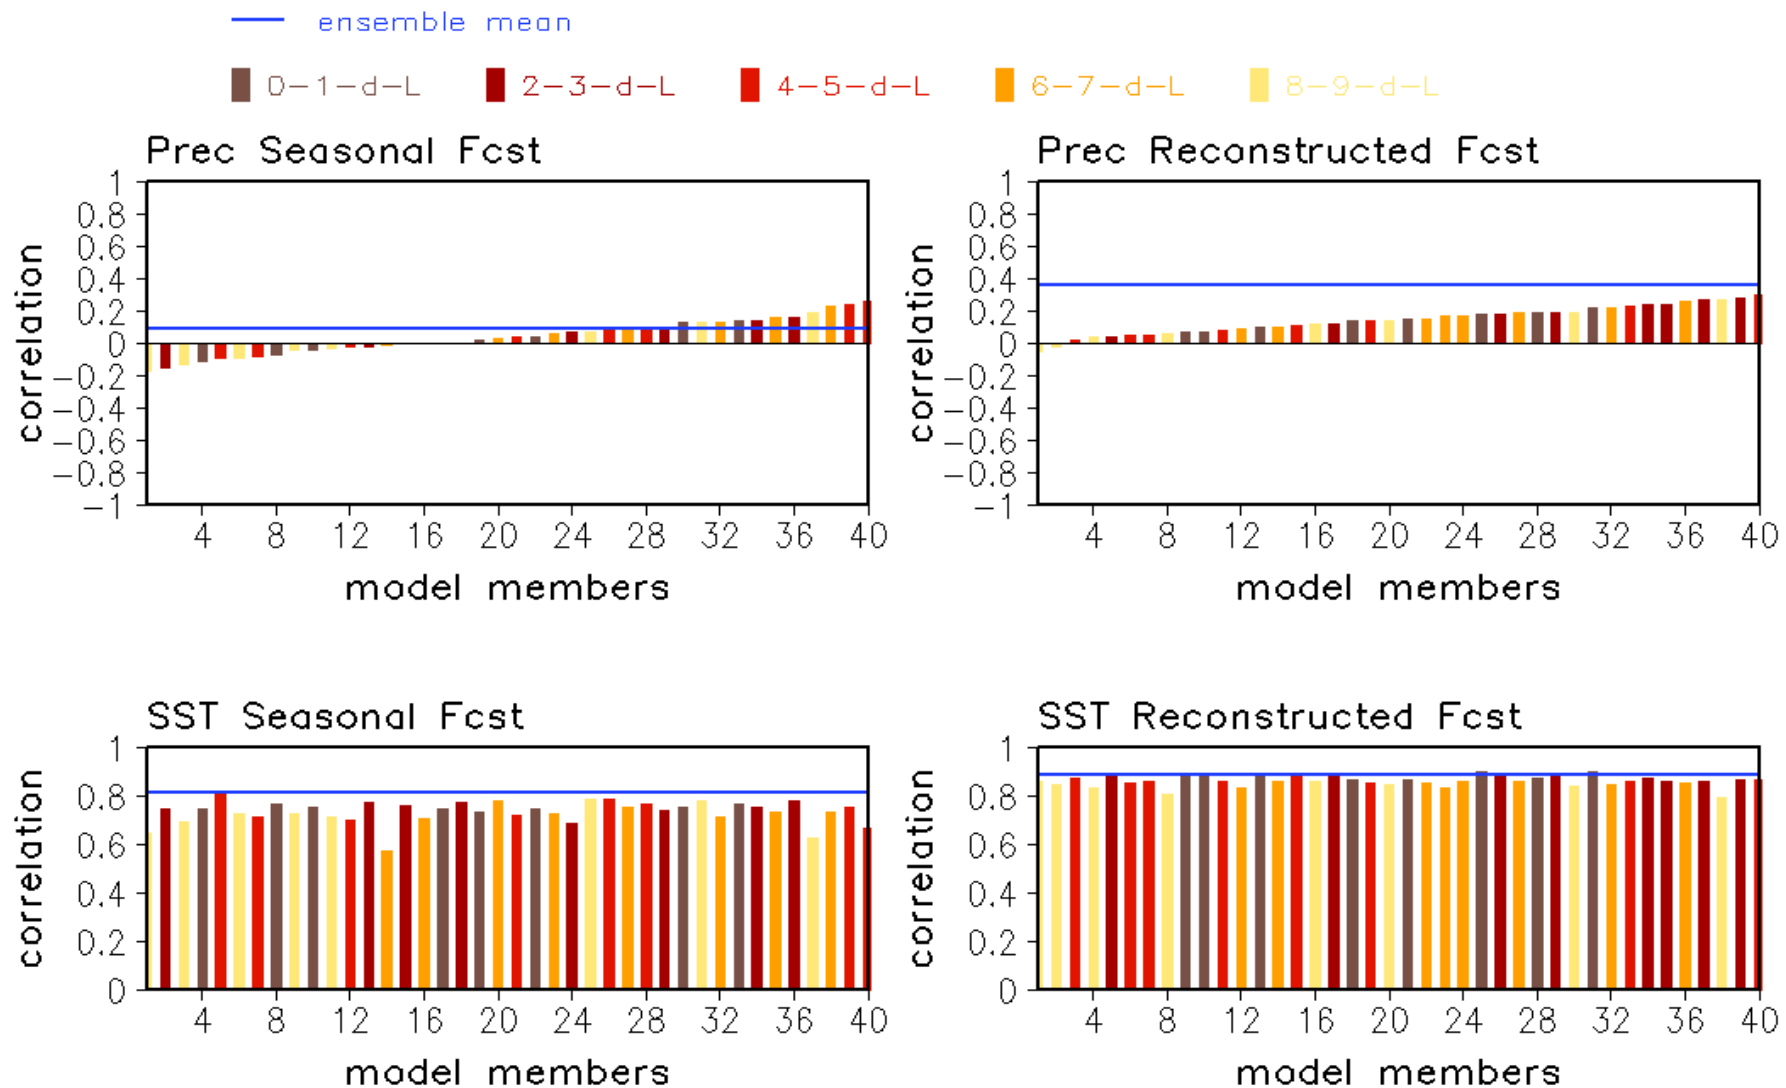 ensemble mean
0-1-d-L 2-3-d-L 4-5-d-L 6-7-d-L 8-9-d-L
Prec Seasonal Fcst
1
0.8
0.6
0.4
0.2
0
-0.2
-0.4
-0.6
-0.8
-1
correlation
4 8 12 16 20 24 28 32 36 40
model members
Prec Reconstructed Fcst
1
0.8
0.6
0.4
0.2
0
-0.2
-0.4
-0.6
-0.8
-1
correlation
4 8 12 16 20 24 28 32 36 40
model members
SST Seasonal Fcst
1
0.8
0.6
0.4
0.2
0
correlation
4 8 12 16 20 24 28 32 36 40
model members
SST Reconstructed Fcst
1
0.8
0.6
0.4
0.2
0
correlation
4 8 12 16 20 24 28 32 36 40
model members